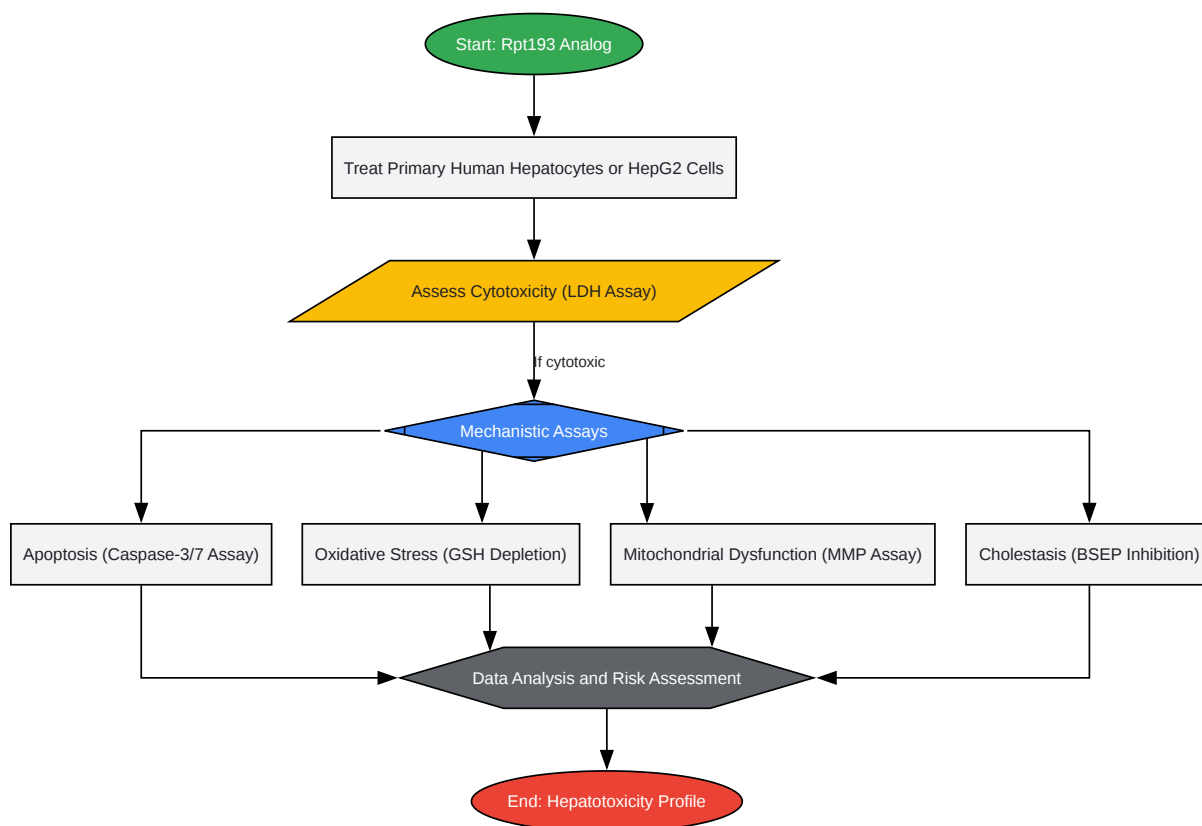 Start: Rpt193 Analog
Treat Primary Human Hepatocytes or HepG2 Cells
Assess Cytotoxicity (LDH Assay)
If cytotoxic
Mechanistic Assays
Apoptosis (Caspase-3/7 Assay)
Oxidative Stress (GSH Depletion)
Mitochondrial Dysfunction (MMP Assay)
Cholestasis (BSEP Inhibition)
Data Analysis and Risk Assessment
End: Hepatotoxicity Profile